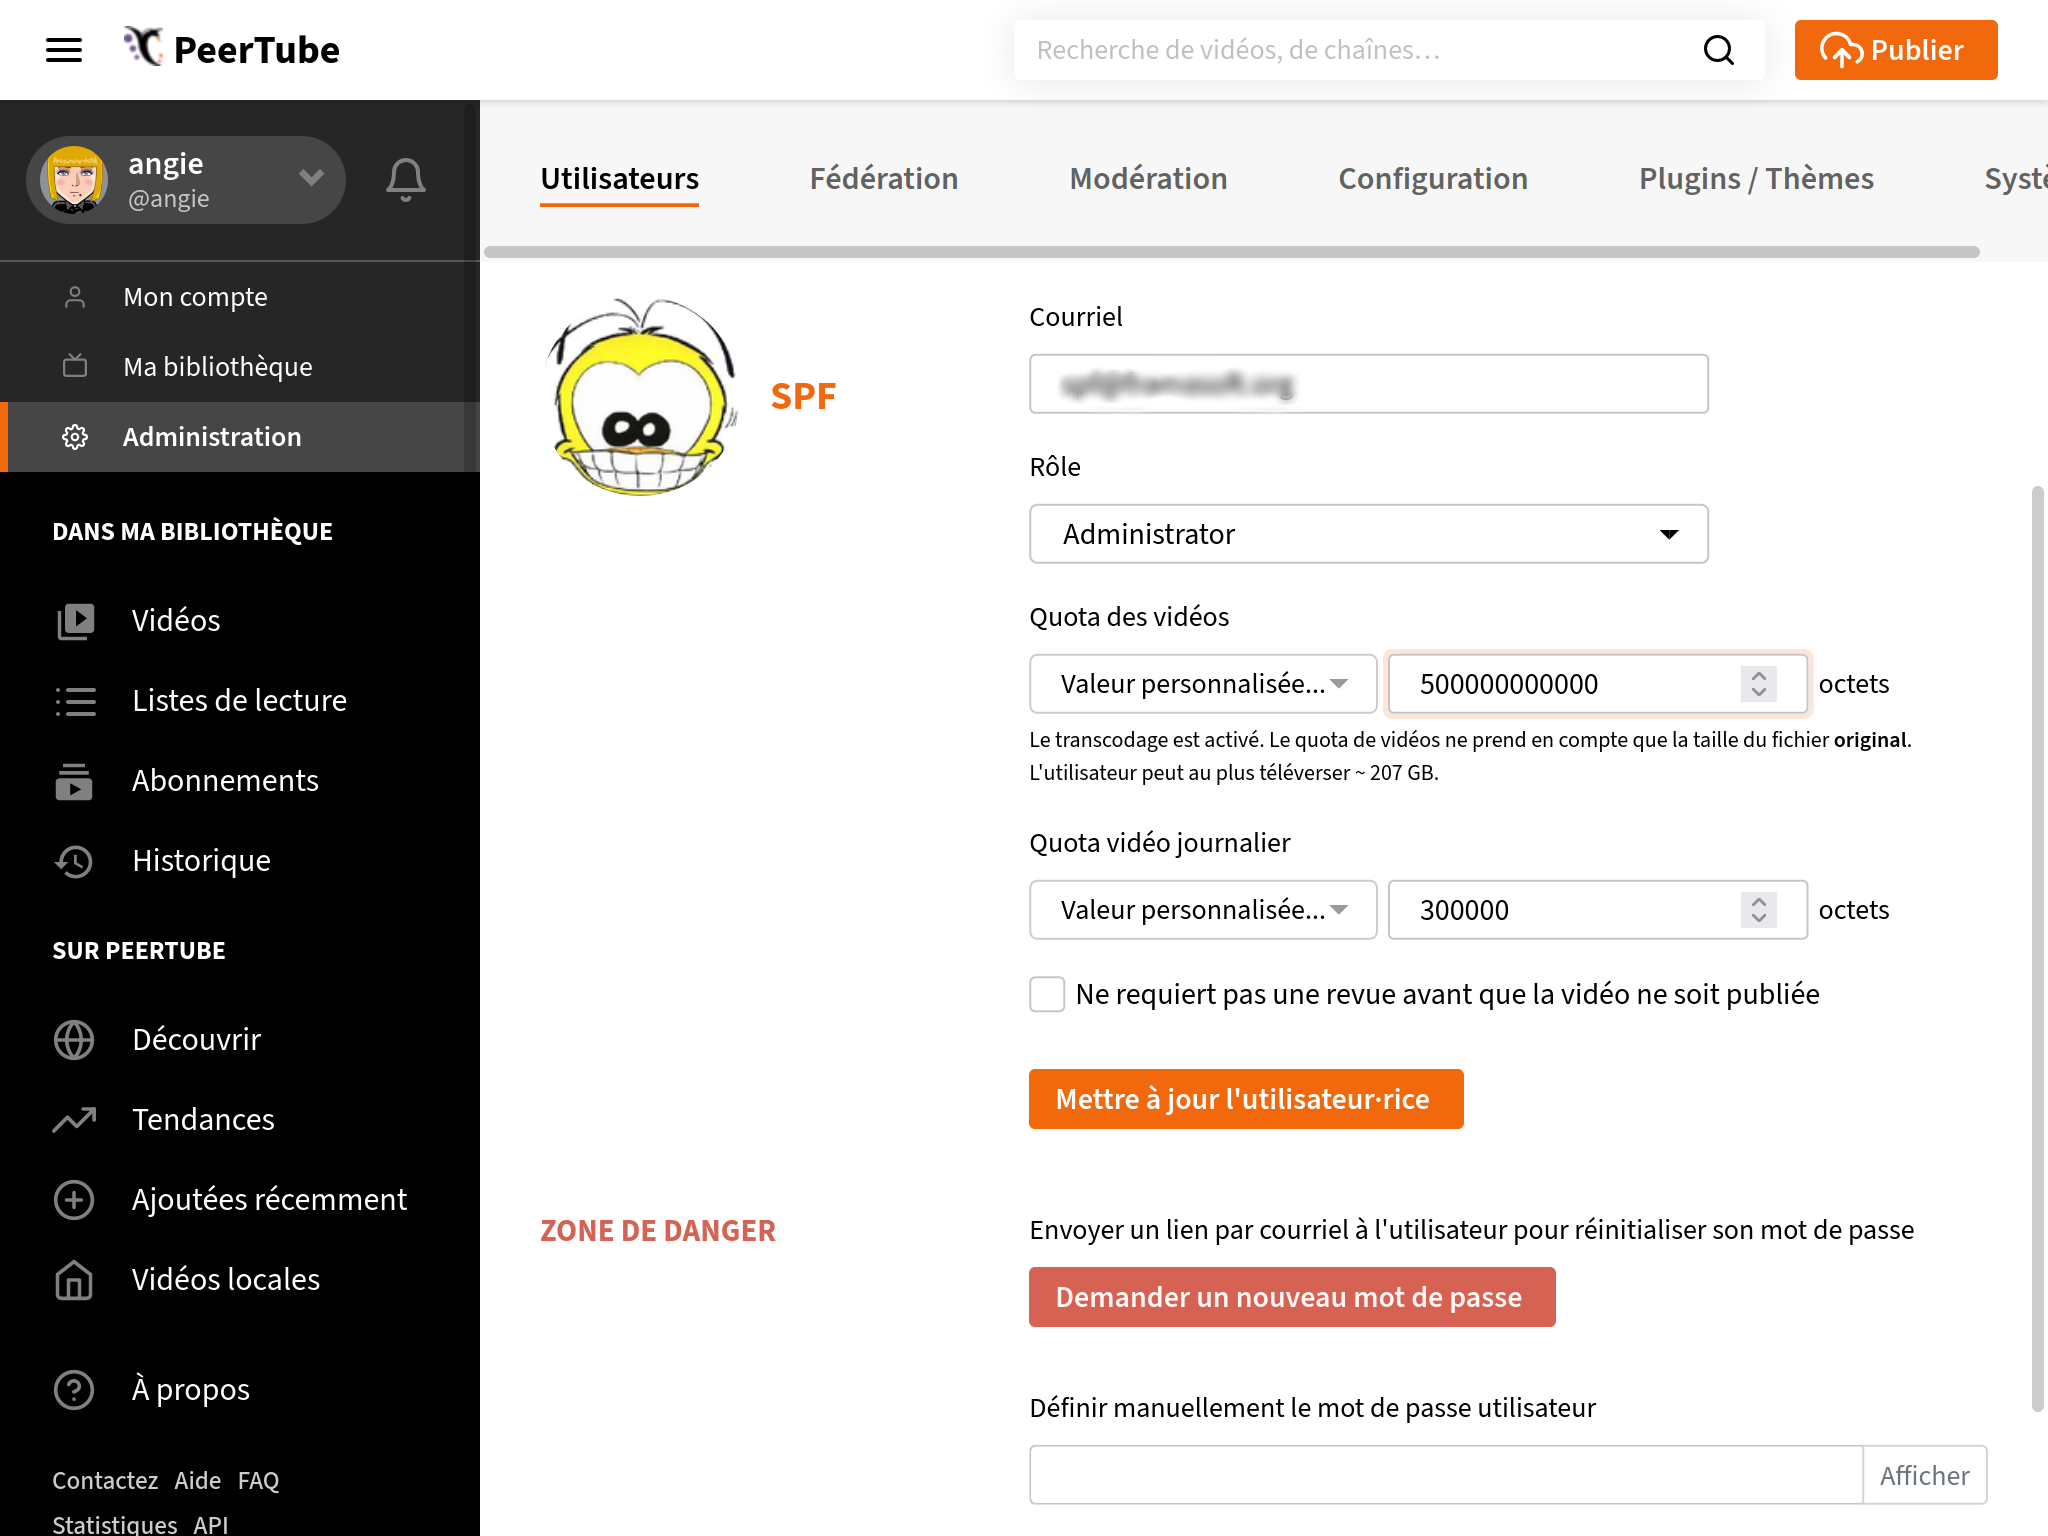 PeerTube
Recherche de vidéos, de chaînes…
Publier
angie
@angie
Mon compte
Ma bibliothèque
Administration
DANS MA BIBLIOTHÈQUE
Vidéos
Listes de lecture
Abonnements
Historique
SUR PEERTUBE
Découvrir
Tendances
Ajoutées récemment
Vidéos locales
À propos
Contactez Aide FAQ
Statistiques API
Utilisateurs Fédération Modération Configuration Plugins / Thèmes Systè
SPF
Courriel
Rôle
Administrator
Quota des vidéos
Valeur personnalisée... 500000000000 octets
Le transcodage est activé. Le quota de vidéos ne prend en compte que la taille du fichier original.
L'utilisateur peut au plus téléverser ~ 207 GB.
Quota vidéo journalier
Valeur personnalisée... 300000 octets
Ne requiert pas une revue avant que la vidéo ne soit publiée
Mettre à jour l'utilisateur·rice
ZONE DE DANGER
Envoyer un lien par courriel à l'utilisateur pour réinitialiser son mot de passe
Demander un nouveau mot de passe
Définir manuellement le mot de passe utilisateur
Afficher